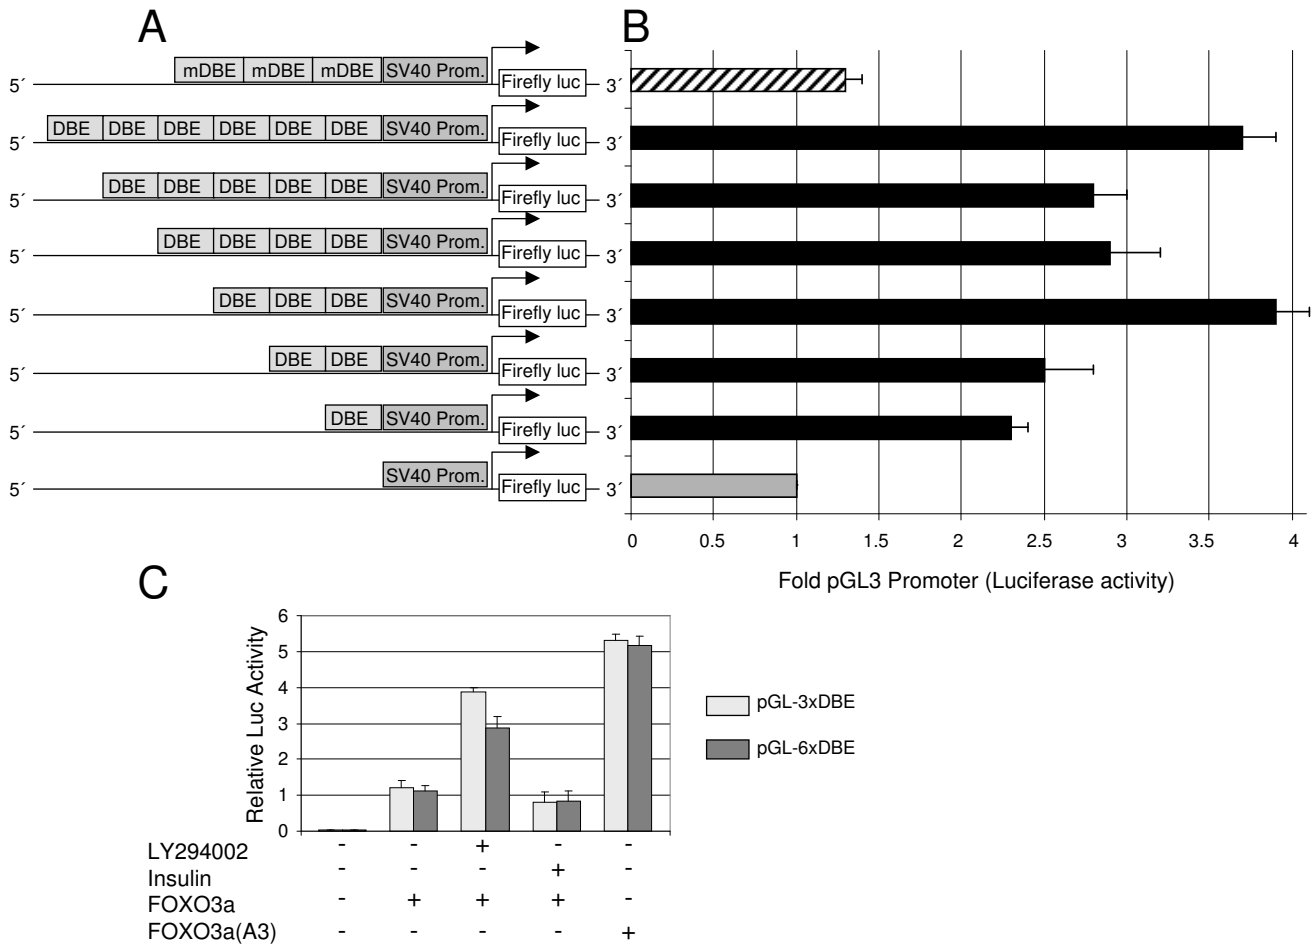 A
B
mDBE mDBE mDBE SV40 Prom.
5´ Firefly luc 3´
DBE DBE DBE DBE DBE DBE SV40 Prom.
5´ Firefly luc 3´
DBE DBE DBE DBE DBE SV40 Prom.
5´ Firefly luc 3´
DBE DBE DBE DBE SV40 Prom.
5´ Firefly luc 3´
DBE DBE DBE SV40 Prom.
5´ Firefly luc 3´
DBE DBE SV40 Prom.
5´ Firefly luc 3´
DBE SV40 Prom.
5´ Firefly luc 3´
SV40 Prom.
5´ Firefly luc 3´
0 0.5 1 1.5 2 2.5 3 3.5 4
Fold pGL3 Promoter (Luciferase activity)
C
Relative Luc Activity
6
5
4
3
2
1
0
pGL-3xDBE
pGL-6xDBE
LY294002 - - + - -
Insulin - - - + -
FOXO3a - + + + -
FOXO3a(A3) - - - - +